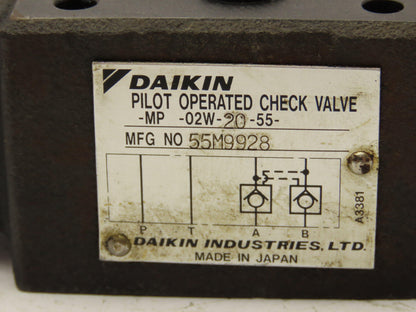 DAIKIN
PILOT OPERATED CHECK VALVE
-MP -02W-20-55-
MFG NO 55M9928
P T A B
A3381
DAIKIN INDUSTRIES, LTD.
MADE IN JAPAN